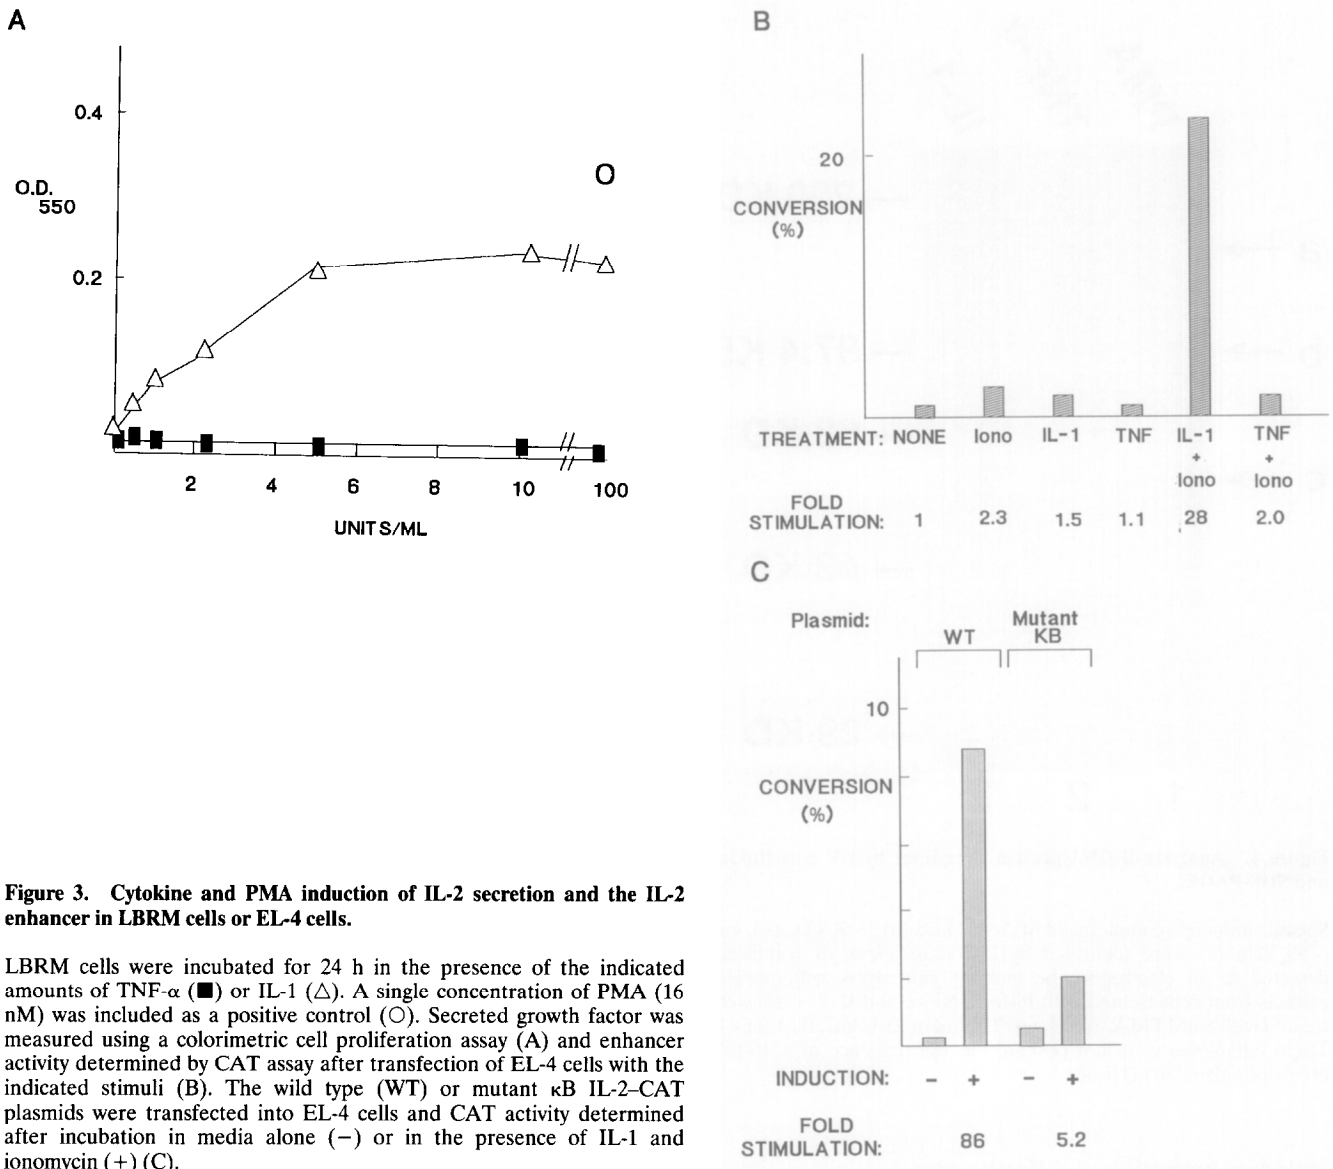 A
0.4
O.D.
550
0.2
2 4 6 8 10 100
UNITS/ML
B
20
CONVERSION
(%)
TREATMENT: NONE Iono IL-1 TNF IL-1 + Iono TNF + Iono
FOLD
STIMULATION: 1 2.3 1.5 1.1 28 2.0
C
Plasmid: WT Mutant KB
10
CONVERSION
(%)
INDUCTION: − + − +
FOLD
STIMULATION: 86 5.2
Figure 3. Cytokine and PMA induction of IL-2 secretion and the IL-2
enhancer in LBRM cells or EL-4 cells.
LBRM cells were incubated for 24 h in the presence of the indicated
amounts of TNF-α (■) or IL-1 (△). A single concentration of PMA (16
nM) was included as a positive control (○). Secreted growth factor was
measured using a colorimetric cell proliferation assay (A) and enhancer
activity determined by CAT assay after transfection of EL-4 cells with the
indicated stimuli (B). The wild type (WT) or mutant κB IL-2–CAT
plasmids were transfected into EL-4 cells and CAT activity determined
after incubation in media alone (−) or in the presence of IL-1 and
ionomycin (+) (C).